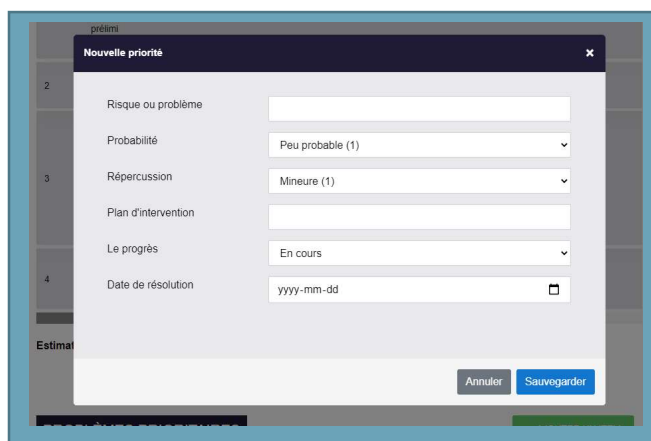 prélimi
Nouvelle priorité ×
2
Risque ou problème
Probabilité Peu probable (1)
3
Répercussion Mineure (1)
Plan d'intervention
Le progrès En cours
4
Date de résolution yyyy-mm-dd
Estimat
Annuler Sauvegarder